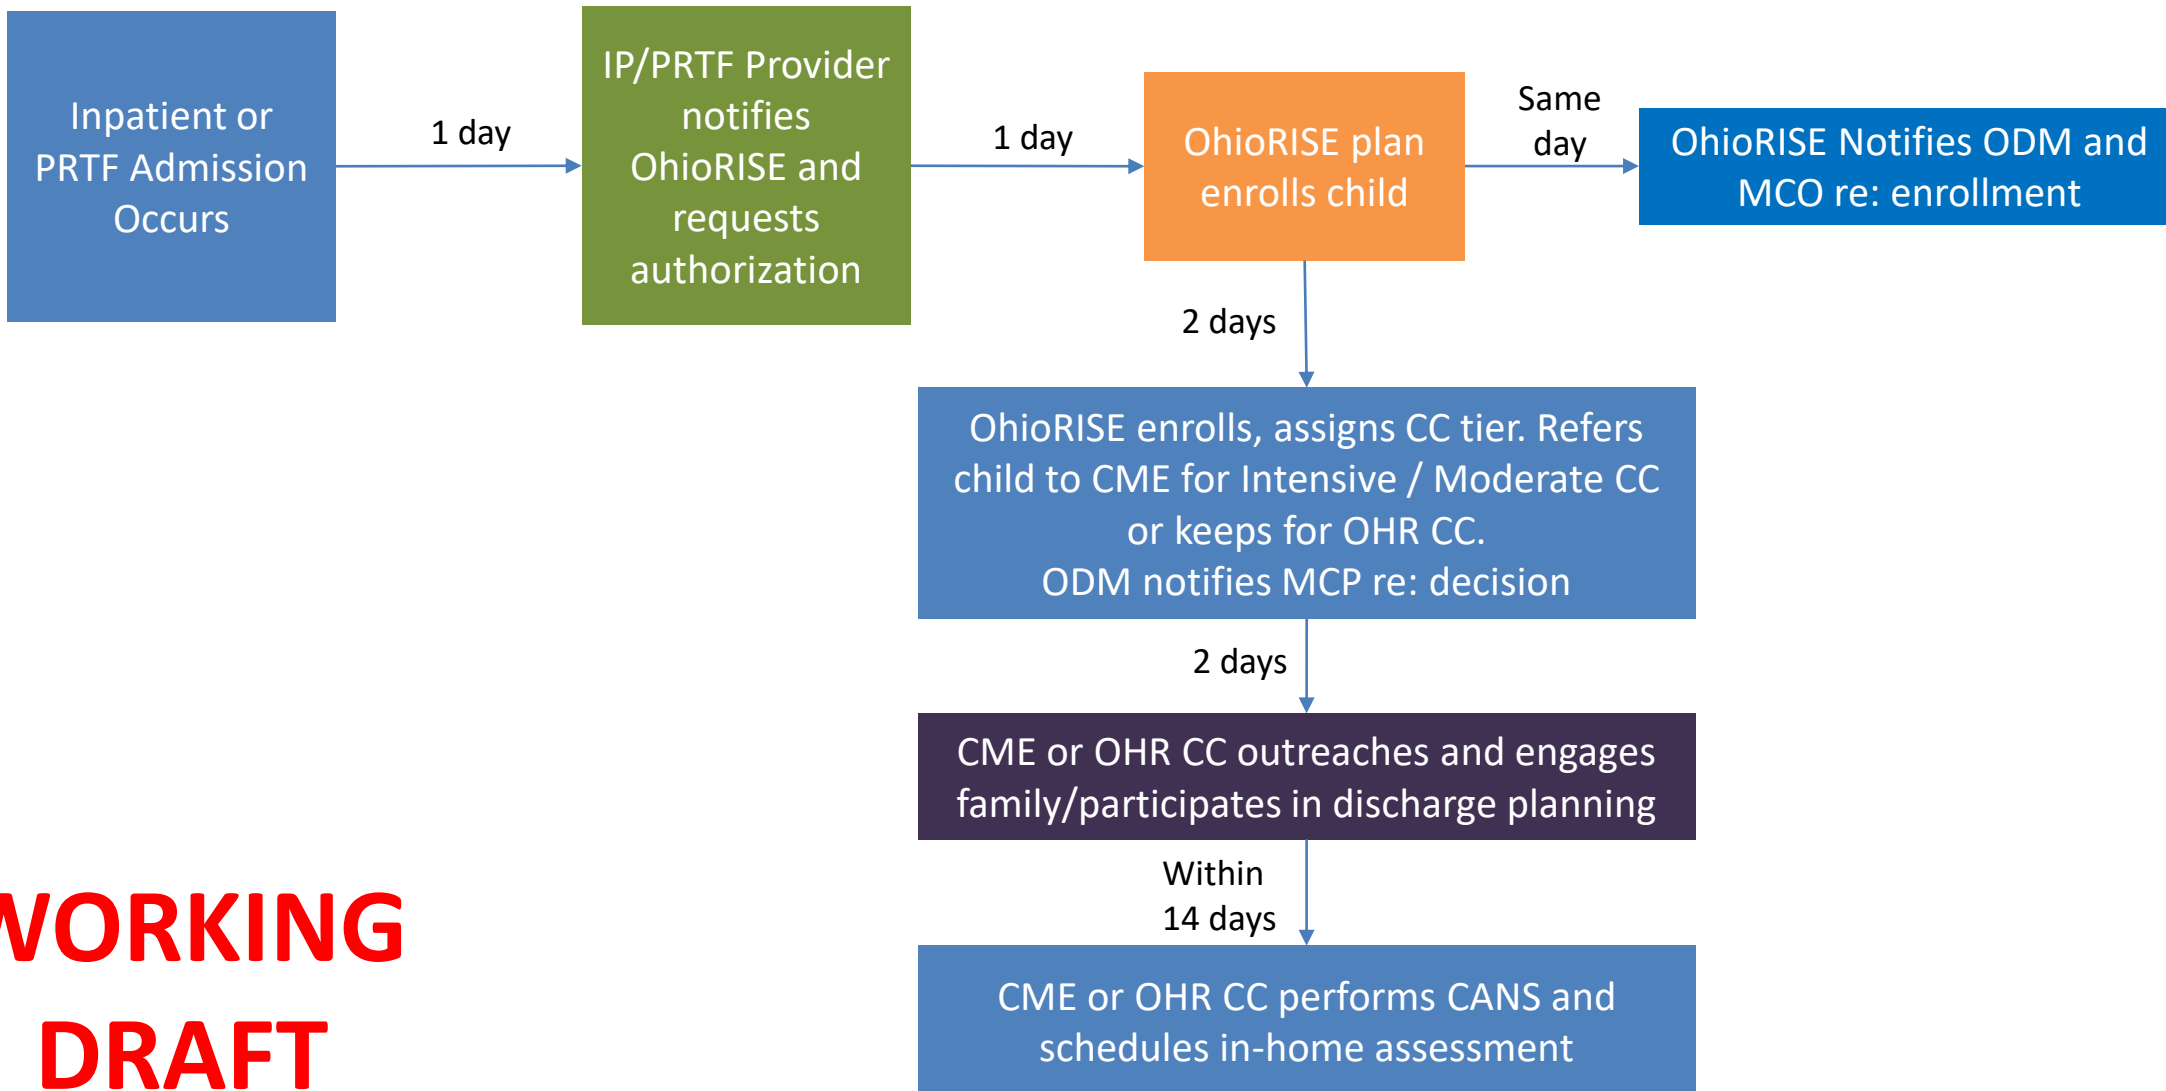 Inpatient or
PRTF Admission
Occurs
1 day
IP/PRTF Provider
notifies
OhioRISE and
requests
authorization
1 day
OhioRISE plan
enrolls child
Same
day
OhioRISE Notifies ODM and
MCO re: enrollment
2 days
OhioRISE enrolls, assigns CC tier. Refers
child to CME for Intensive / Moderate CC
or keeps for OHR CC.
ODM notifies MCP re: decision
2 days
CME or OHR CC outreaches and engages
family/participates in discharge planning
Within
14 days
CME or OHR CC performs CANS and
schedules in-home assessment
WORKING
DRAFT